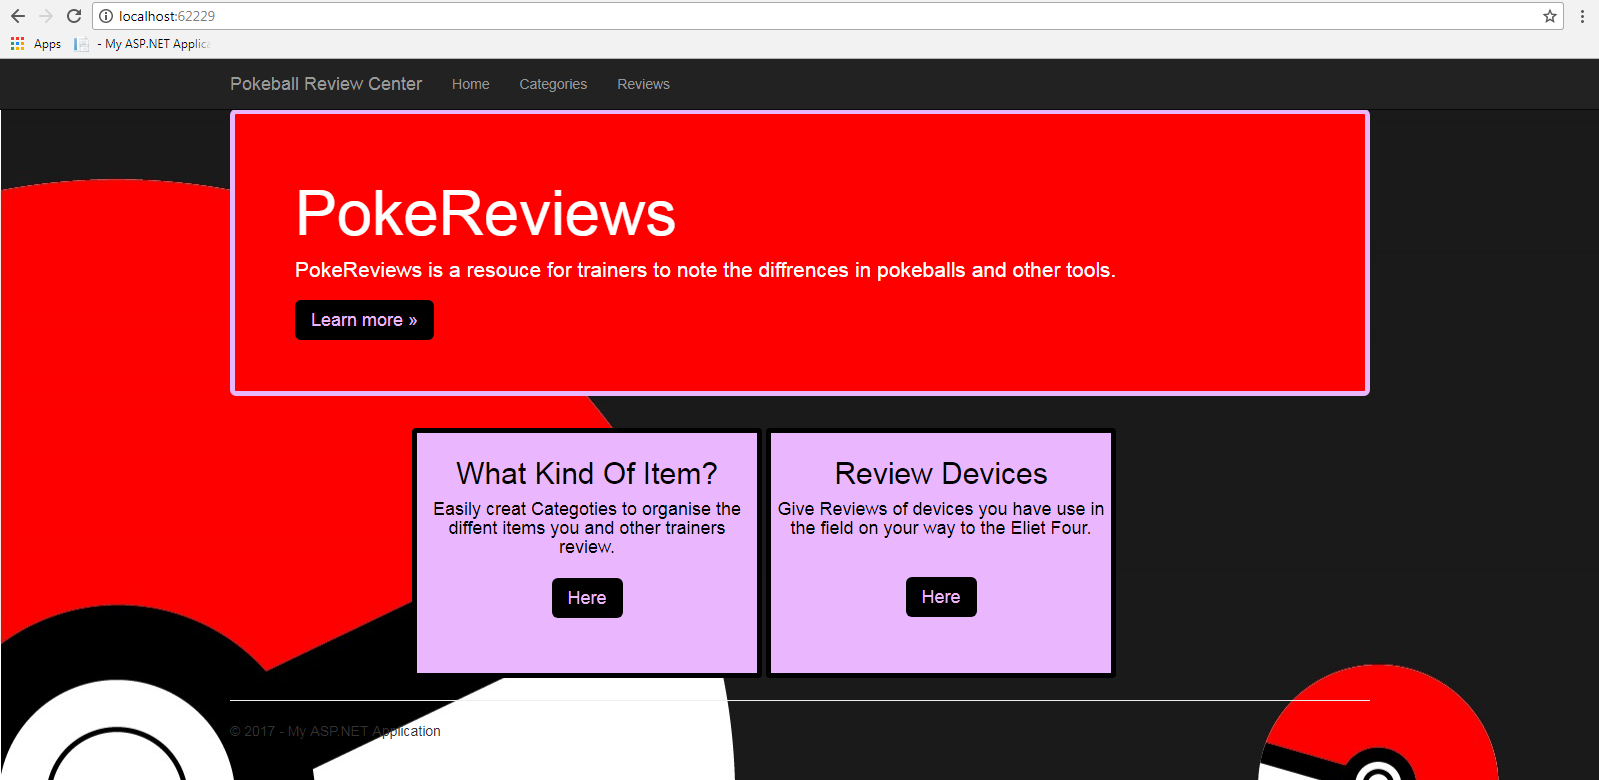 localhost:62229
Apps - My ASP.NET Applic
Pokeball Review Center Home Categories Reviews
PokeReviews
PokeReviews is a resouce for trainers to note the diffrences in pokeballs and other tools.
Learn more »
What Kind Of Item?
Easily creat Categoties to organise the
diffent items you and other trainers
review.
Here
Review Devices
Give Reviews of devices you have use in
the field on your way to the Eliet Four.
Here
© 2017 - My ASP.NET Application